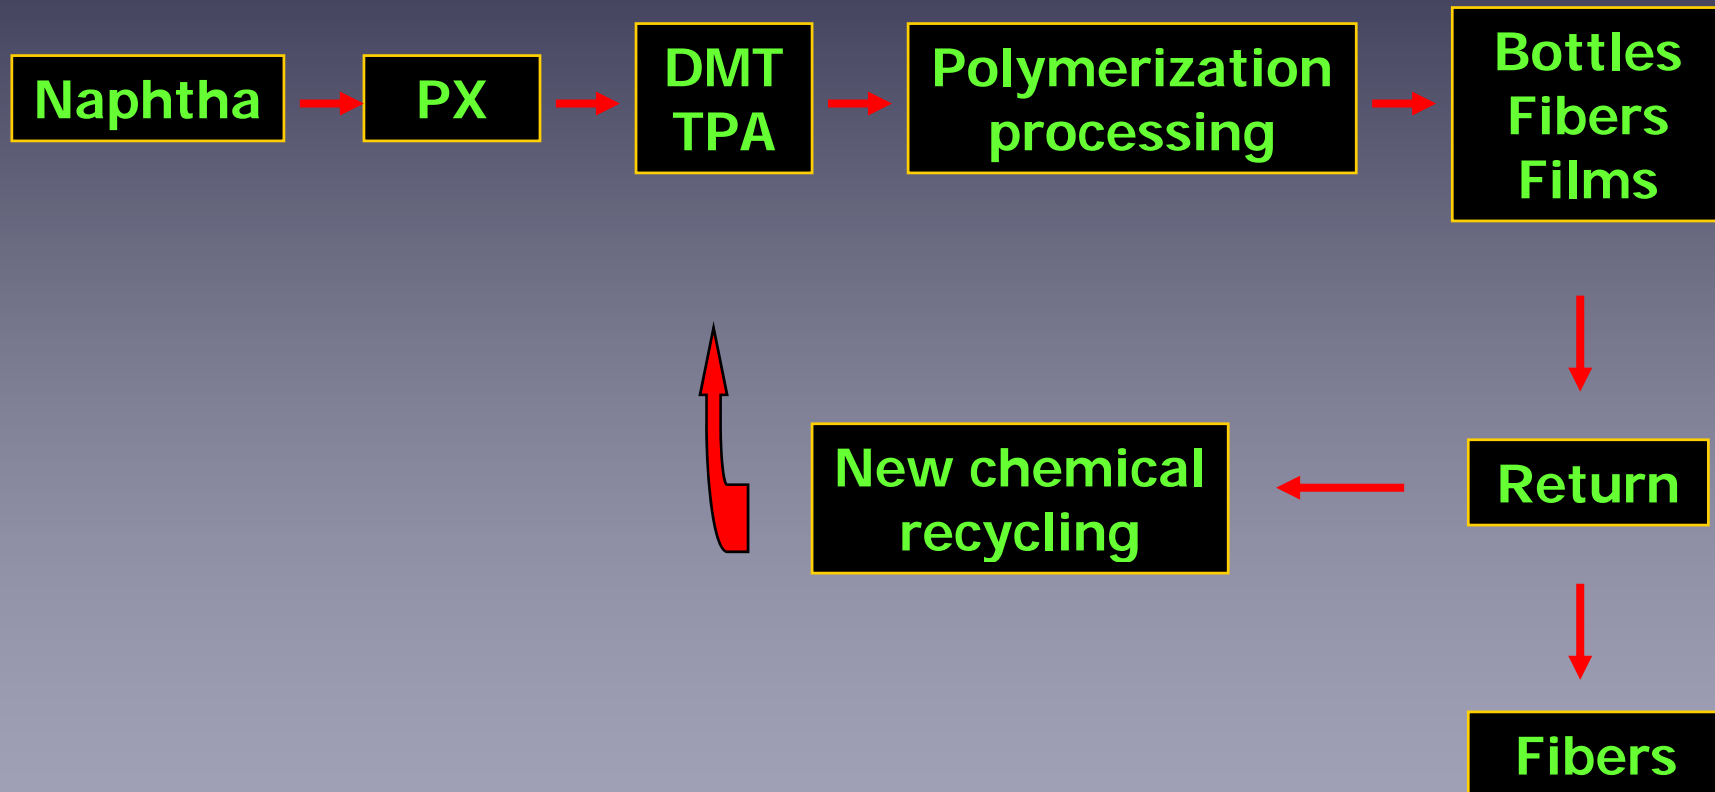 Naphtha
PX
DMT
TPA
Polymerization
processing
Bottles
Fibers
Films
New chemical
recycling
Return
Fibers